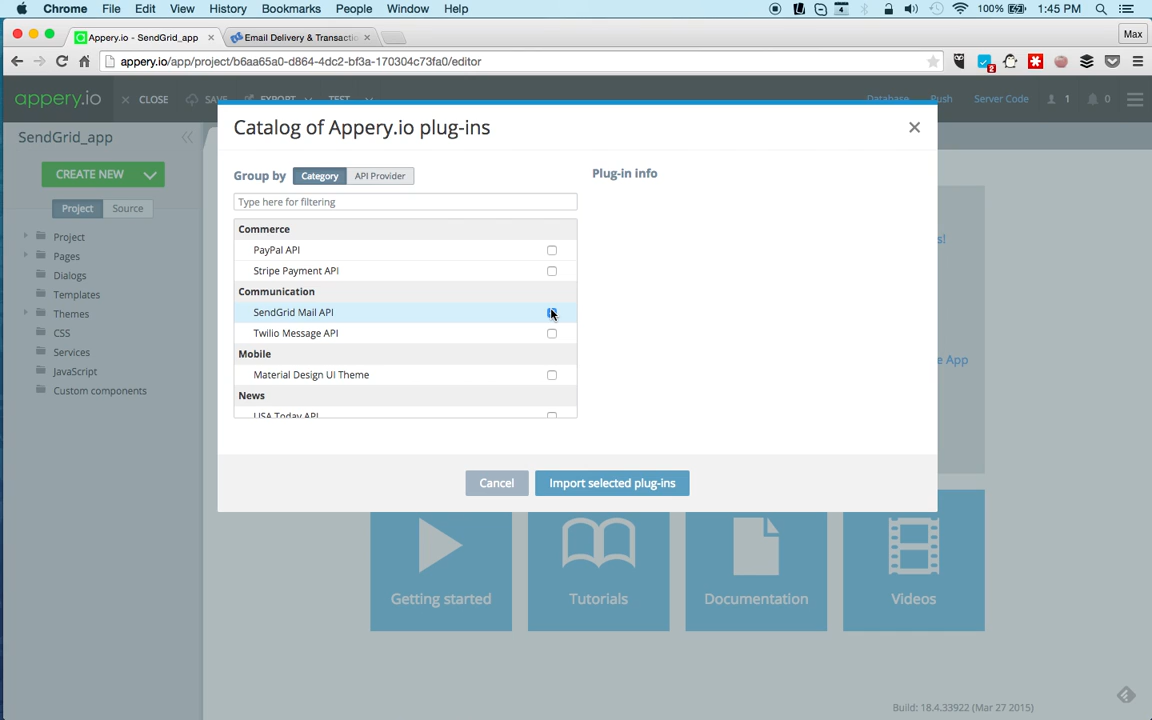 Chrome File Edit View History Bookmarks People Window Help 4 100% 1:45 PM
Appery.io - SendGrid_app × Email Delivery & Transactio × Max
appery.io/app/project/b6aa65a0-d864-4dc2-bf3a-170304c73fa0/editor 2
appery.io × CLOSE SAVE EXPORT TEST Database Push Server Code 1 0
SendGrid_app
CREATE NEW
Project Source
Project
Pages
Dialogs
Templates
Themes
CSS
Services
JavaScript
Custom components
Catalog of Appery.io plug-ins
Group by Category API Provider
Type here for filtering
Commerce
PayPal API
Stripe Payment API
Communication
SendGrid Mail API
Twilio Message API
Mobile
Material Design UI Theme
News
USA Today API
Plug-in info
Cancel Import selected plug-ins
s!
e App
Getting started Tutorials Documentation Videos
Build: 18.4.33922 (Mar 27 2015)